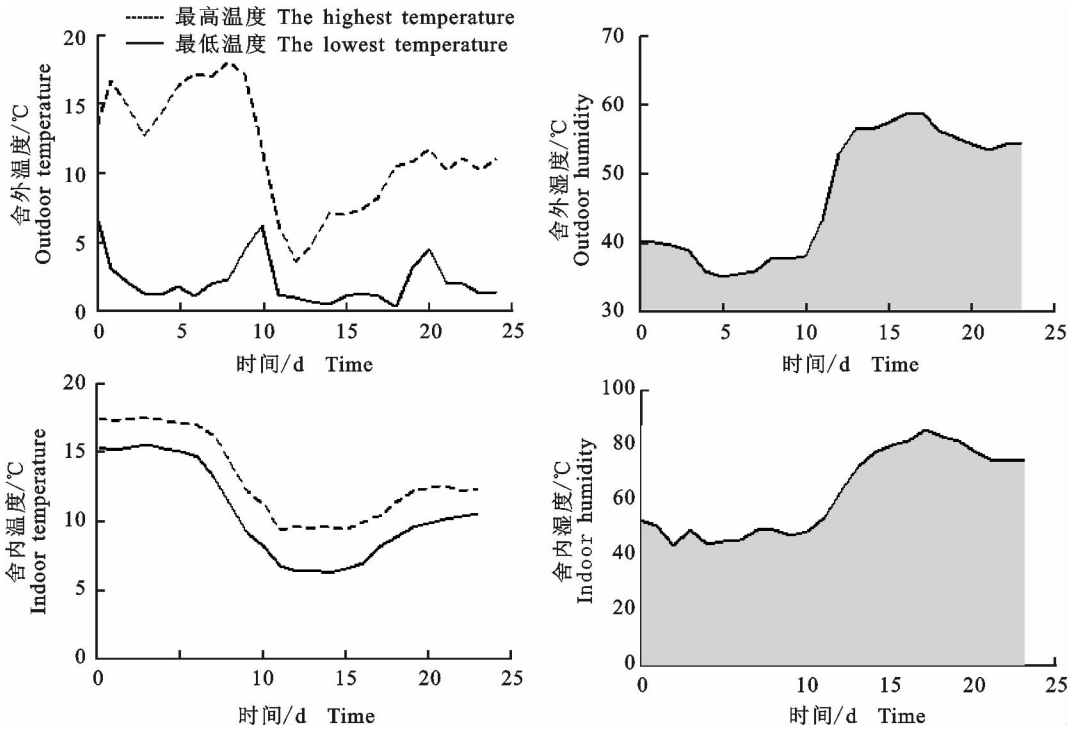 最高温度 The highest temperature
最低温度 The lowest temperature
20
15
10
5
0
舍外温度/℃
Outdoor temperature
0 5 10 15 20 25
时间/d Time
70
60
50
40
30
舍外湿度/℃
Outdoor humidity
0 5 10 15 20 25
时间/d Time
20
15
10
5
0
舍内温度/℃
Indoor temperature
0 10 15 20 25
时间/d Time
100
80
60
40
20
0
舍内湿度/℃
Indoor humidity
0 5 10 15 20 25
时间/d Time